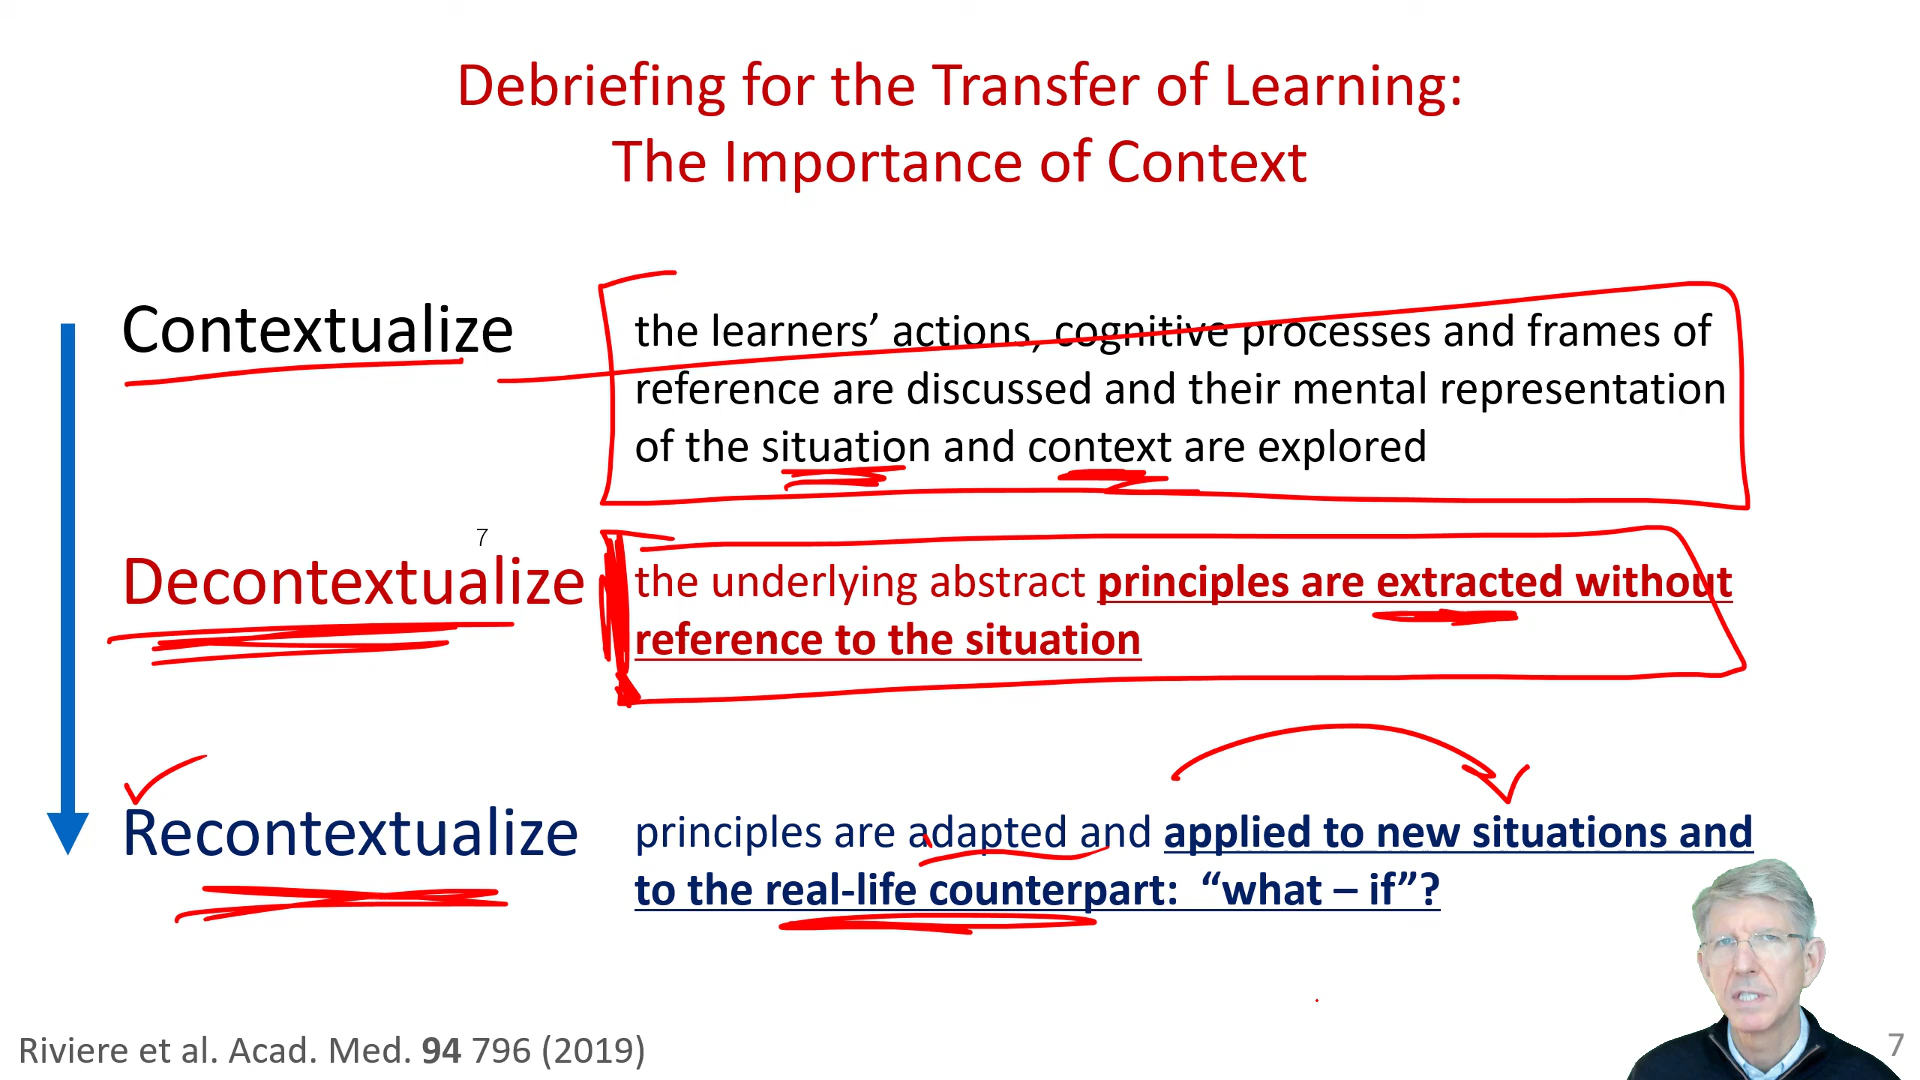 Debriefing for the Transfer of Learning:
The Importance of Context
Contextualize
the learners’ actions, cognitive processes and frames of
reference are discussed and their mental representation
of the situation and context are explored
7
Decontextualize
the underlying abstract principles are extracted without
reference to the situation
Recontextualize
principles are adapted and applied to new situations and
to the real-life counterpart: “what – if”?
Riviere et al. Acad. Med. 94 796 (2019)
7